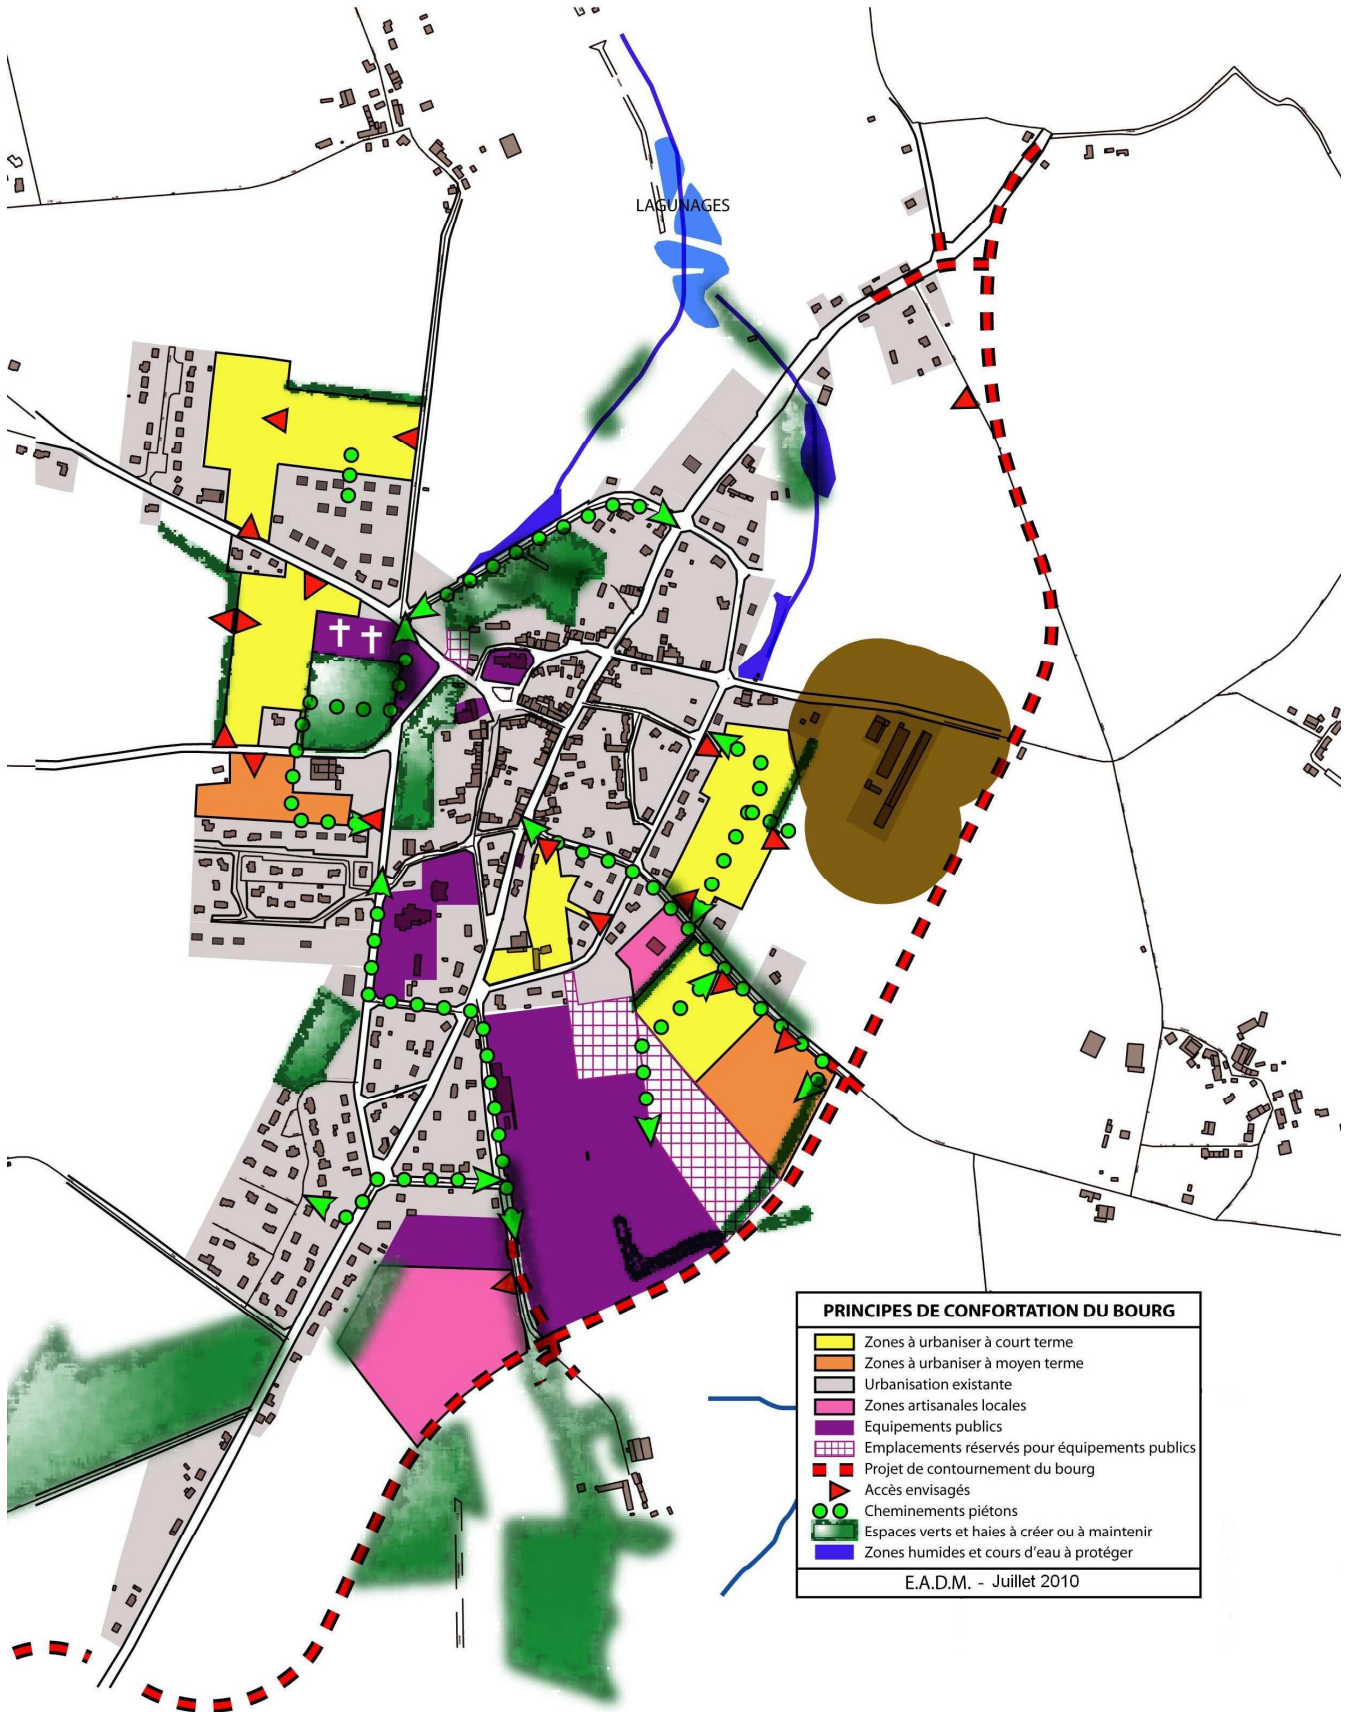 LAGUNAGES
PRINCIPES DE CONFORTATION DU BOURG
Zones à urbaniser à court terme
Zones à urbaniser à moyen terme
Urbanisation existante
Zones artisanales locales
Equipements publics
Emplacements réservés pour équipements publics
Projet de contournement du bourg
Accès envisagés
Cheminements piétons
Espaces verts et haies à créer ou à maintenir
Zones humides et cours d'eau à protéger
E.A.D.M. - Juillet 2010